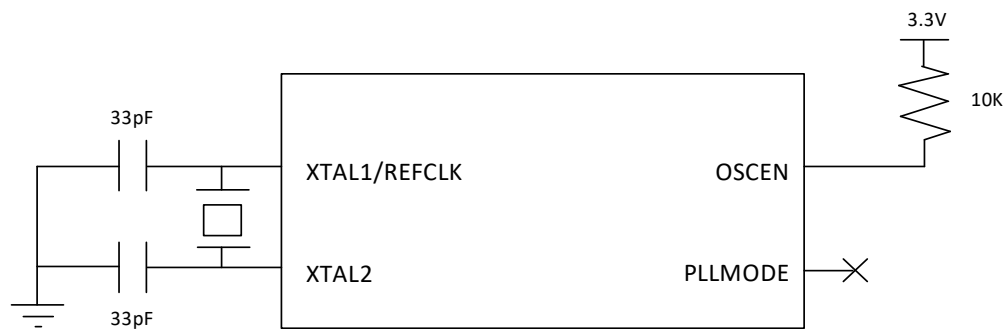 3.3V
10K
33pF
XTAL1/REFCLK
OSCEN
XTAL2
PLLMODE
33pF